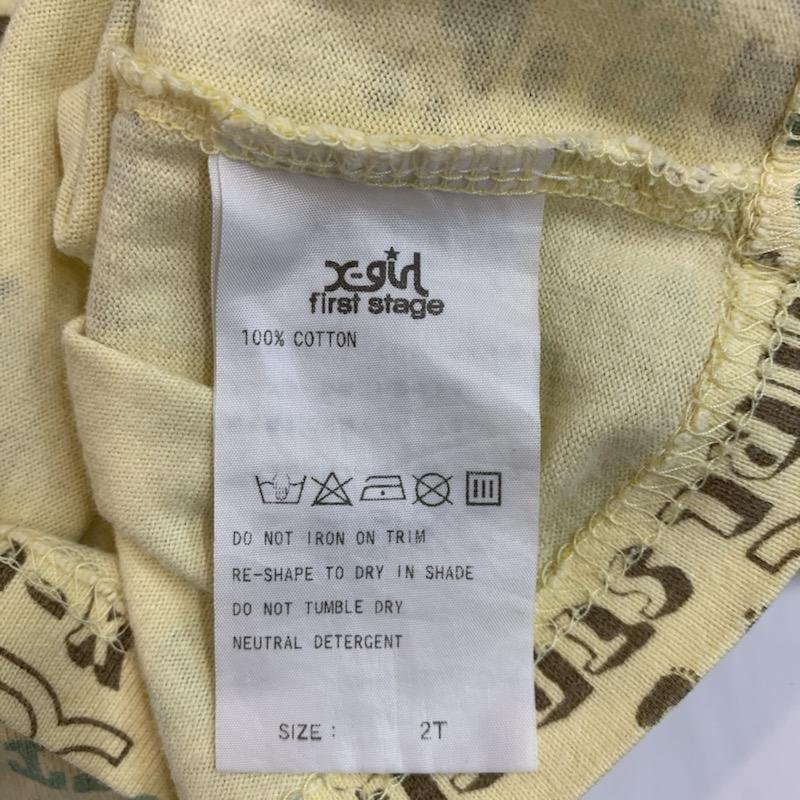 x-girl
first stage
100% COTTON
DO NOT IRON ON TRIM
RE-SHAPE TO DRY IN SHADE
DO NOT TUMBLE DRY
NEUTRAL DETERGENT
SIZE : 2T